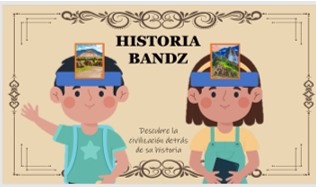 HISTORIA
BANDZ
Descubre la
civilización detrás
de su historia